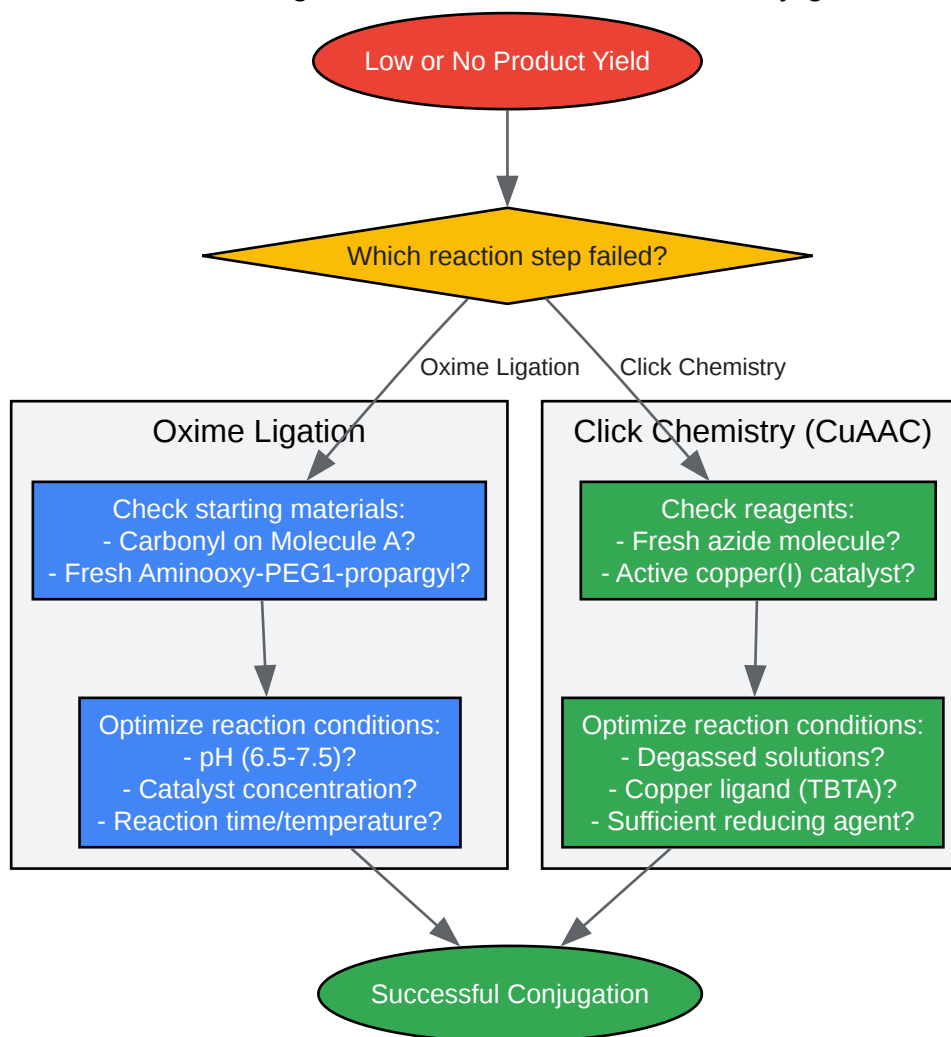 Low or No Product Yield
Which reaction step failed?
Oxime Ligation
Click Chemistry
Oxime Ligation
Check starting materials:
- Carbonyl on Molecule A?
- Fresh Aminooxy-PEG1-propargyl?
Optimize reaction conditions:
- pH (6.5-7.5)?
- Catalyst concentration?
- Reaction time/temperature?
Click Chemistry (CuAAC)
Check reagents:
- Fresh azide molecule?
- Active copper(I) catalyst?
Optimize reaction conditions:
- Degassed solutions?
- Copper ligand (TBTA)?
- Sufficient reducing agent?
Successful Conjugation